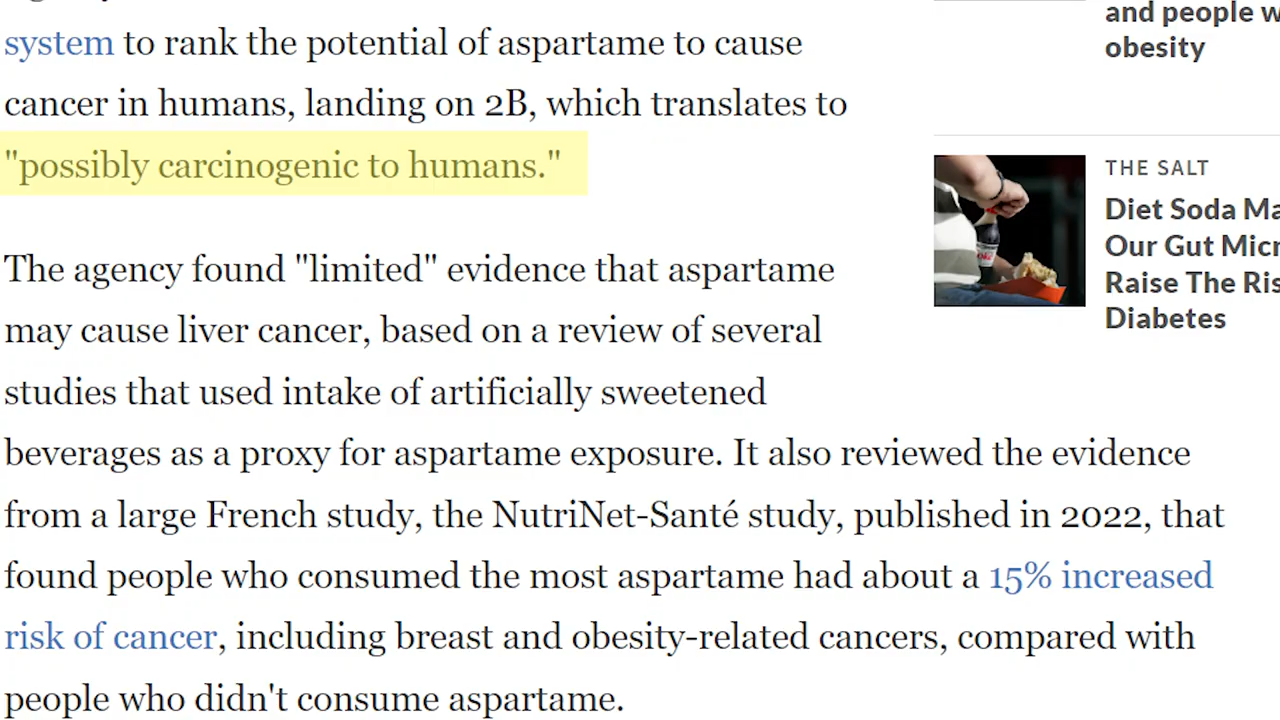 system to rank the potential of aspartame to cause
cancer in humans, landing on 2B, which translates to
"possibly carcinogenic to humans."
The agency found "limited" evidence that aspartame
may cause liver cancer, based on a review of several
studies that used intake of artificially sweetened
beverages as a proxy for aspartame exposure. It also reviewed the evidence
from a large French study, the NutriNet-Santé study, published in 2022, that
found people who consumed the most aspartame had about a 15% increased
risk of cancer, including breast and obesity-related cancers, compared with
people who didn't consume aspartame.
and people w
obesity
THE SALT
Diet Soda Ma
Our Gut Micr
Raise The Ris
Diabetes